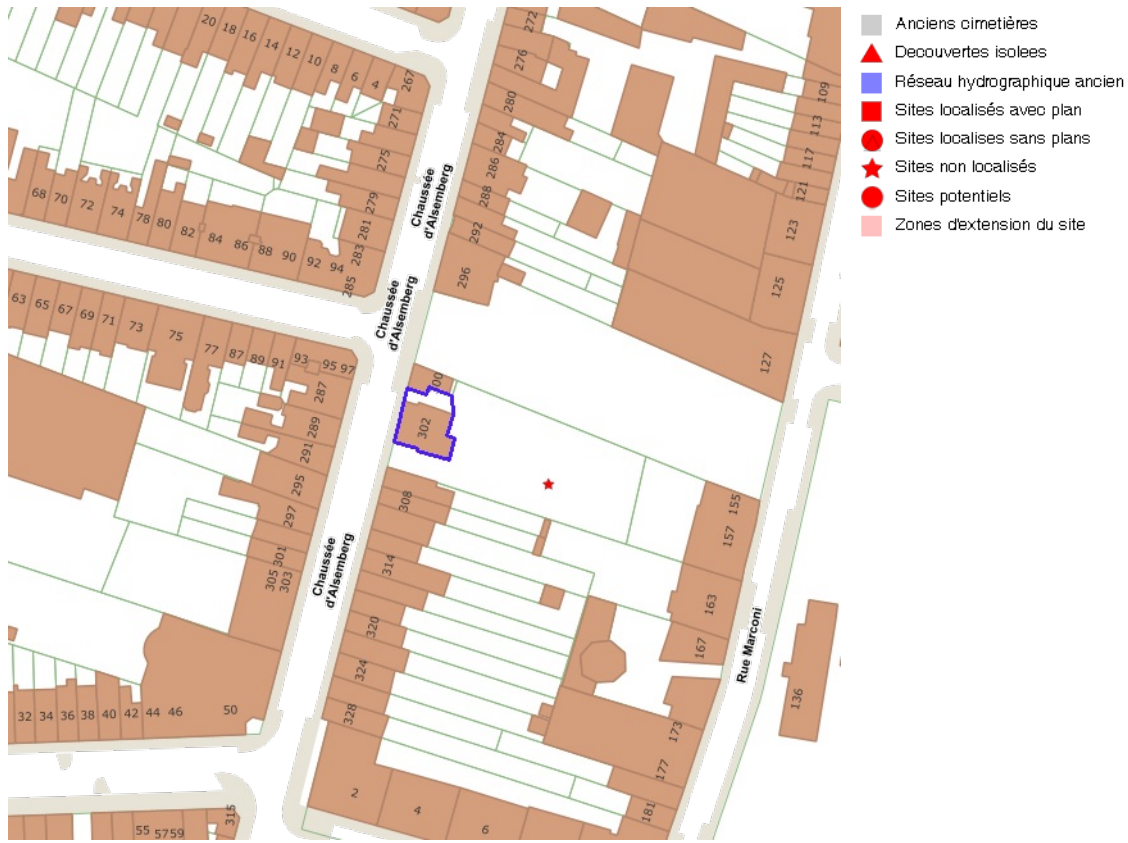 Anciens cimetières
Decouvertes isolees
Réseau hydrographique ancien
Sites localisés avec plan
Sites localises sans plans
Sites non localisés
Sites potentiels
Zones d'extension du site
20 18 16 14 12 10 8 6 4 267
271
275
279
281
283
285
272
276
280
284
286
288
292
296
109
113
117
121
123
125
127
68 70 72 74 78 80 82 84 86 88 90 92 94
Chaussée
d'Alsemberg
Chaussée
d'Alsemberg
63 65 67 69 71 73 75 77 87 89 91 93 95 97
287
289
291
295
297
301
303
305
00
302
308
314
320
324
328
155
157
163
167
173
177
181
136
Chaussée
d'Alsemberg
Rue Marconi
32 34 36 38 40 42 44 46 50
55 57 59
315
2
4
6